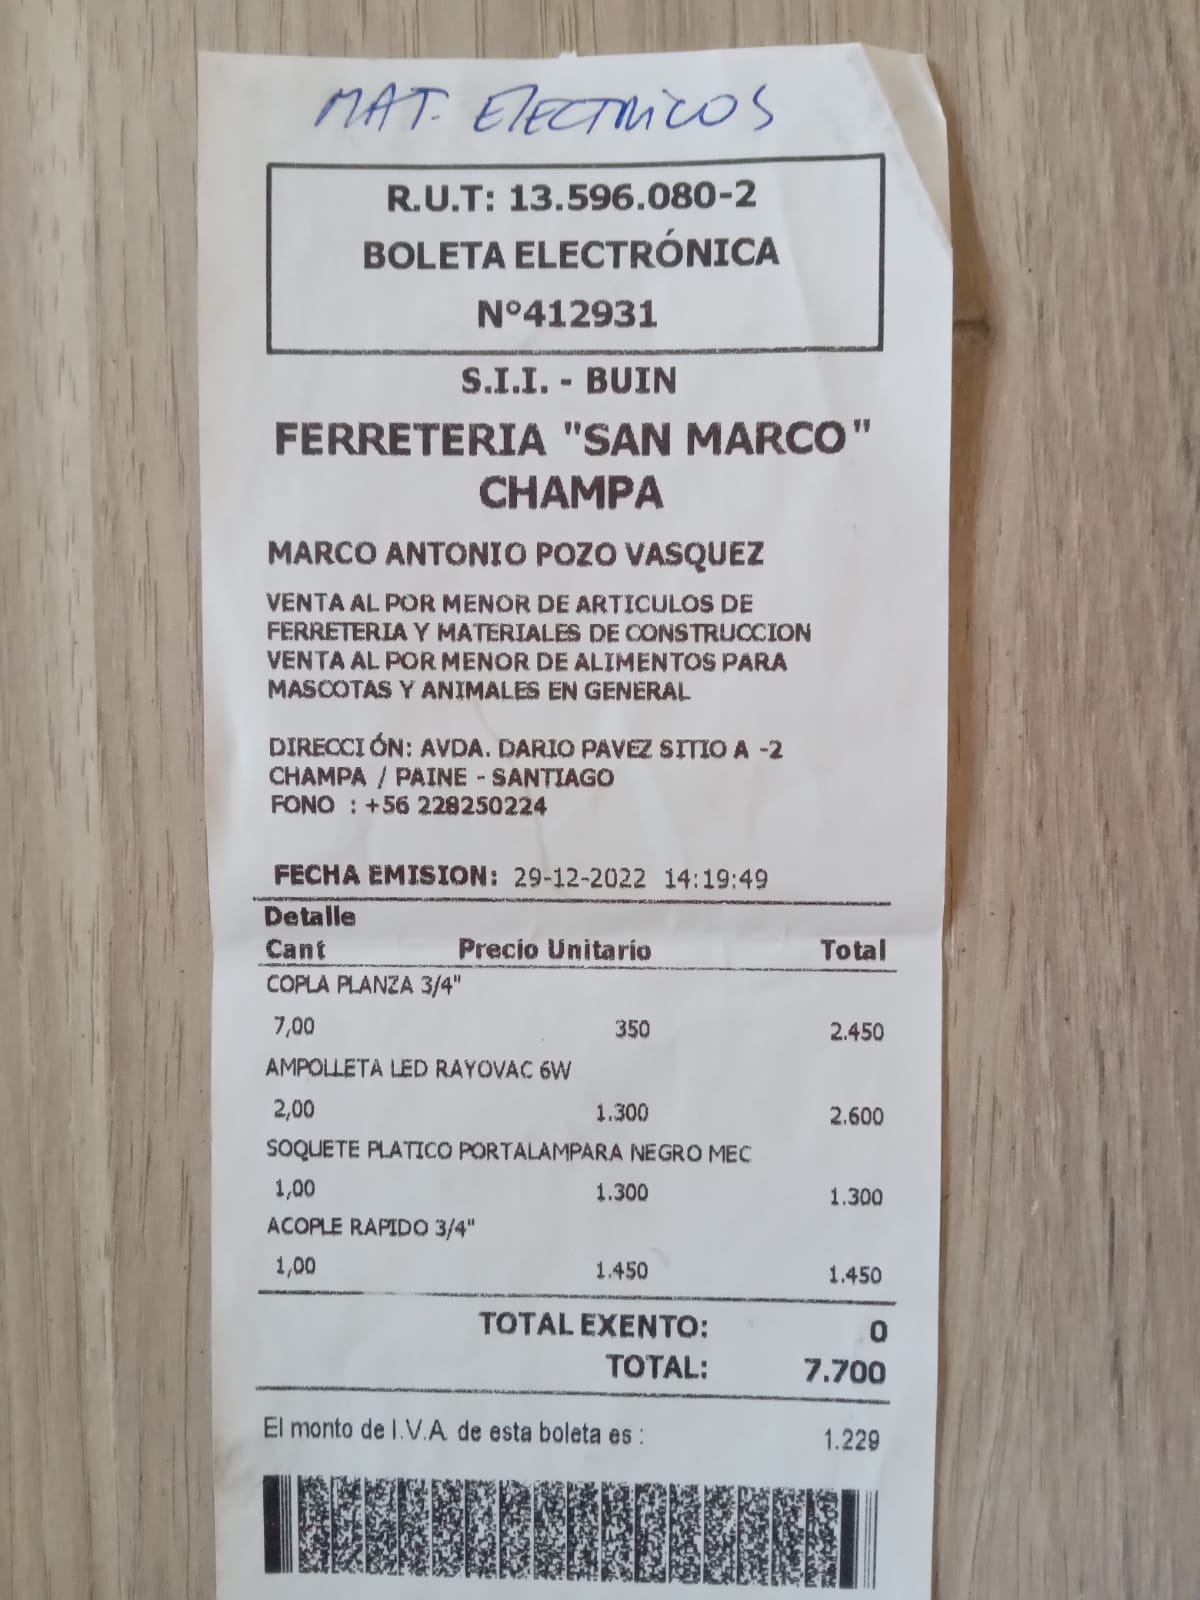 MAT. ELECTRICOS
R.U.T: 13.596.080-2
BOLETA ELECTRÓNICA
N°412931
S.I.I. - BUIN
FERRETERIA "SAN MARCO"
CHAMPA
MARCO ANTONIO POZO VASQUEZ
VENTA AL POR MENOR DE ARTICULOS DE
FERRETERIA Y MATERIALES DE CONSTRUCCION
VENTA AL POR MENOR DE ALIMENTOS PARA
MASCOTAS Y ANIMALES EN GENERAL
DIRECCIÓN: AVDA. DARIO PAVEZ SITIO A -2
CHAMPA / PAINE - SANTIAGO
FONO : +56 228250224
FECHA EMISION: 29-12-2022 14:19:49
Detalle
Cant Precio Unitario Total
COPLA PLANZA 3/4"
7,00 350 2.450
AMPOLLETA LED RAYOVAC 6W
2,00 1.300 2.600
SOQUETE PLATICO PORTALAMPARA NEGRO MEC
1,00 1.300 1.300
ACOPLE RAPIDO 3/4"
1,00 1.450 1.450
TOTAL EXENTO: 0
TOTAL: 7.700
El monto de I.V.A. de esta boleta es : 1.229